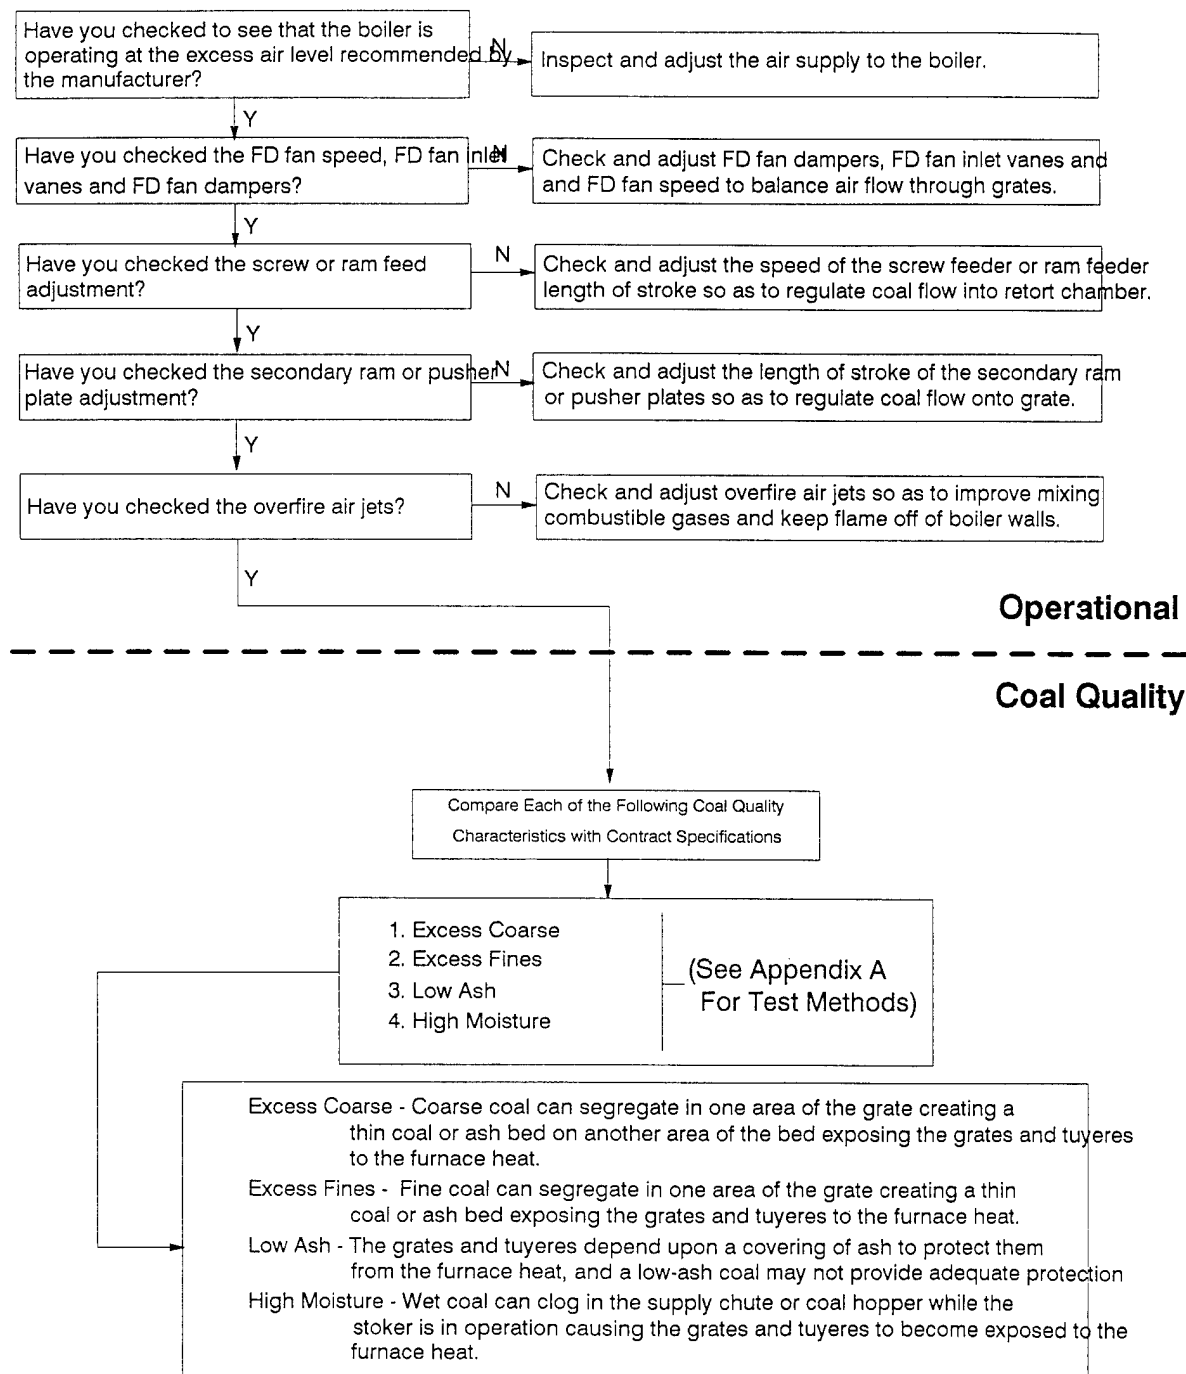 Have you checked to see that the boiler is
operating at the excess air level recommended by
the manufacturer?
N
Inspect and adjust the air supply to the boiler.
Y
Have you checked the FD fan speed, FD fan inlet
vanes and FD fan dampers?
N
Check and adjust FD fan dampers, FD fan inlet vanes and
and FD fan speed to balance air flow through grates.
Y
Have you checked the screw or ram feed
adjustment?
N
Check and adjust the speed of the screw feeder or ram feeder
length of stroke so as to regulate coal flow into retort chamber.
Y
Have you checked the secondary ram or pusher
plate adjustment?
N
Check and adjust the length of stroke of the secondary ram
or pusher plates so as to regulate coal flow onto grate.
Y
Have you checked the overfire air jets?
N
Check and adjust overfire air jets so as to improve mixing
combustible gases and keep flame off of boiler walls.
Y
Operational
Coal Quality
Compare Each of the Following Coal Quality
Characteristics with Contract Specifications
1. Excess Coarse
2. Excess Fines
3. Low Ash
4. High Moisture
(See Appendix A
For Test Methods)
Excess Coarse - Coarse coal can segregate in one area of the grate creating a
thin coal or ash bed on another area of the bed exposing the grates and tuyeres
to the furnace heat.
Excess Fines - Fine coal can segregate in one area of the grate creating a thin
coal or ash bed exposing the grates and tuyeres to the furnace heat.
Low Ash - The grates and tuyeres depend upon a covering of ash to protect them
from the furnace heat, and a low-ash coal may not provide adequate protection
High Moisture - Wet coal can clog in the supply chute or coal hopper while the
stoker is in operation causing the grates and tuyeres to become exposed to the
furnace heat.